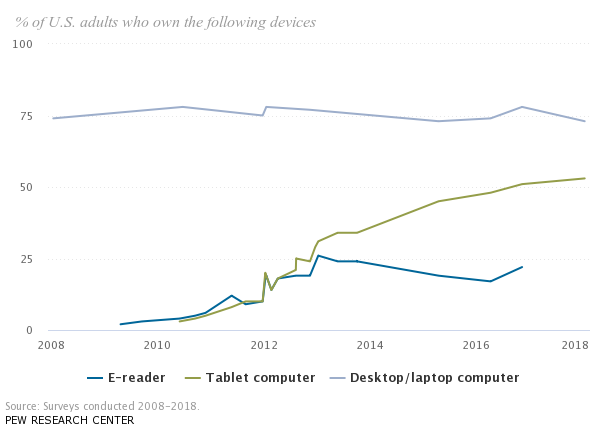 % of U.S. adults who own the following devices
100
75
50
25
0
2008 2010 2012 2014 2016 2018
E-reader Tablet computer Desktop/laptop computer
Source: Surveys conducted 2008-2018.
PEW RESEARCH CENTER